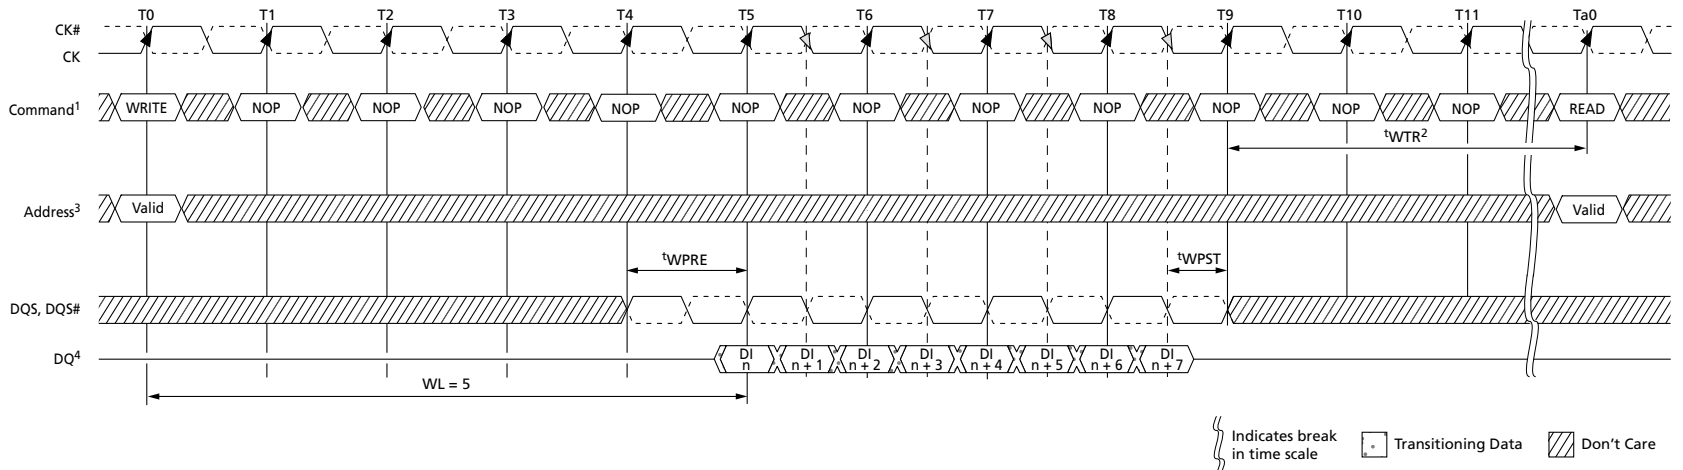 T0 T1 T2 T3 T4 T5 T6 T7 T8 T9 T10 T11 Ta0
CK#
CK
Command1 WRITE NOP NOP NOP NOP NOP NOP NOP NOP NOP NOP NOP READ
tWTR2
Address3 Valid Valid
tWPRE tWPST
DQS, DQS#
DQ4 DI n DI n + 1 DI n + 2 DI n + 3 DI n + 4 DI n + 5 DI n + 6 DI n + 7
WL = 5
Indicates break
in time scale
Transitioning Data
Don't Care